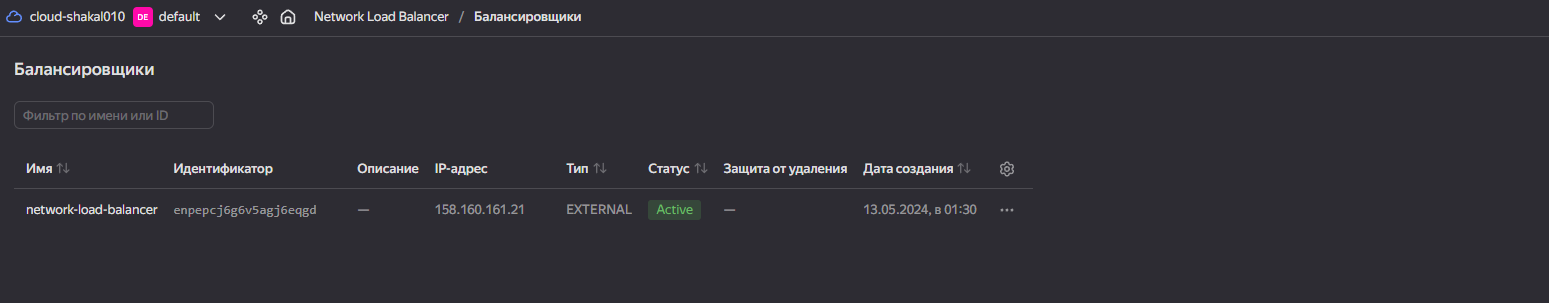 cloud-shakal010 DE default Network Load Balancer / Балансировщики
Балансировщики
Фильтр по имени или ID
Имя Идентификатор Описание IP-адрес Тип Статус Защита от удаления Дата создания
network-load-balancer enpepcj6g6v5agj6eqgd — 158.160.161.21 EXTERNAL Active — 13.05.2024, в 01:30